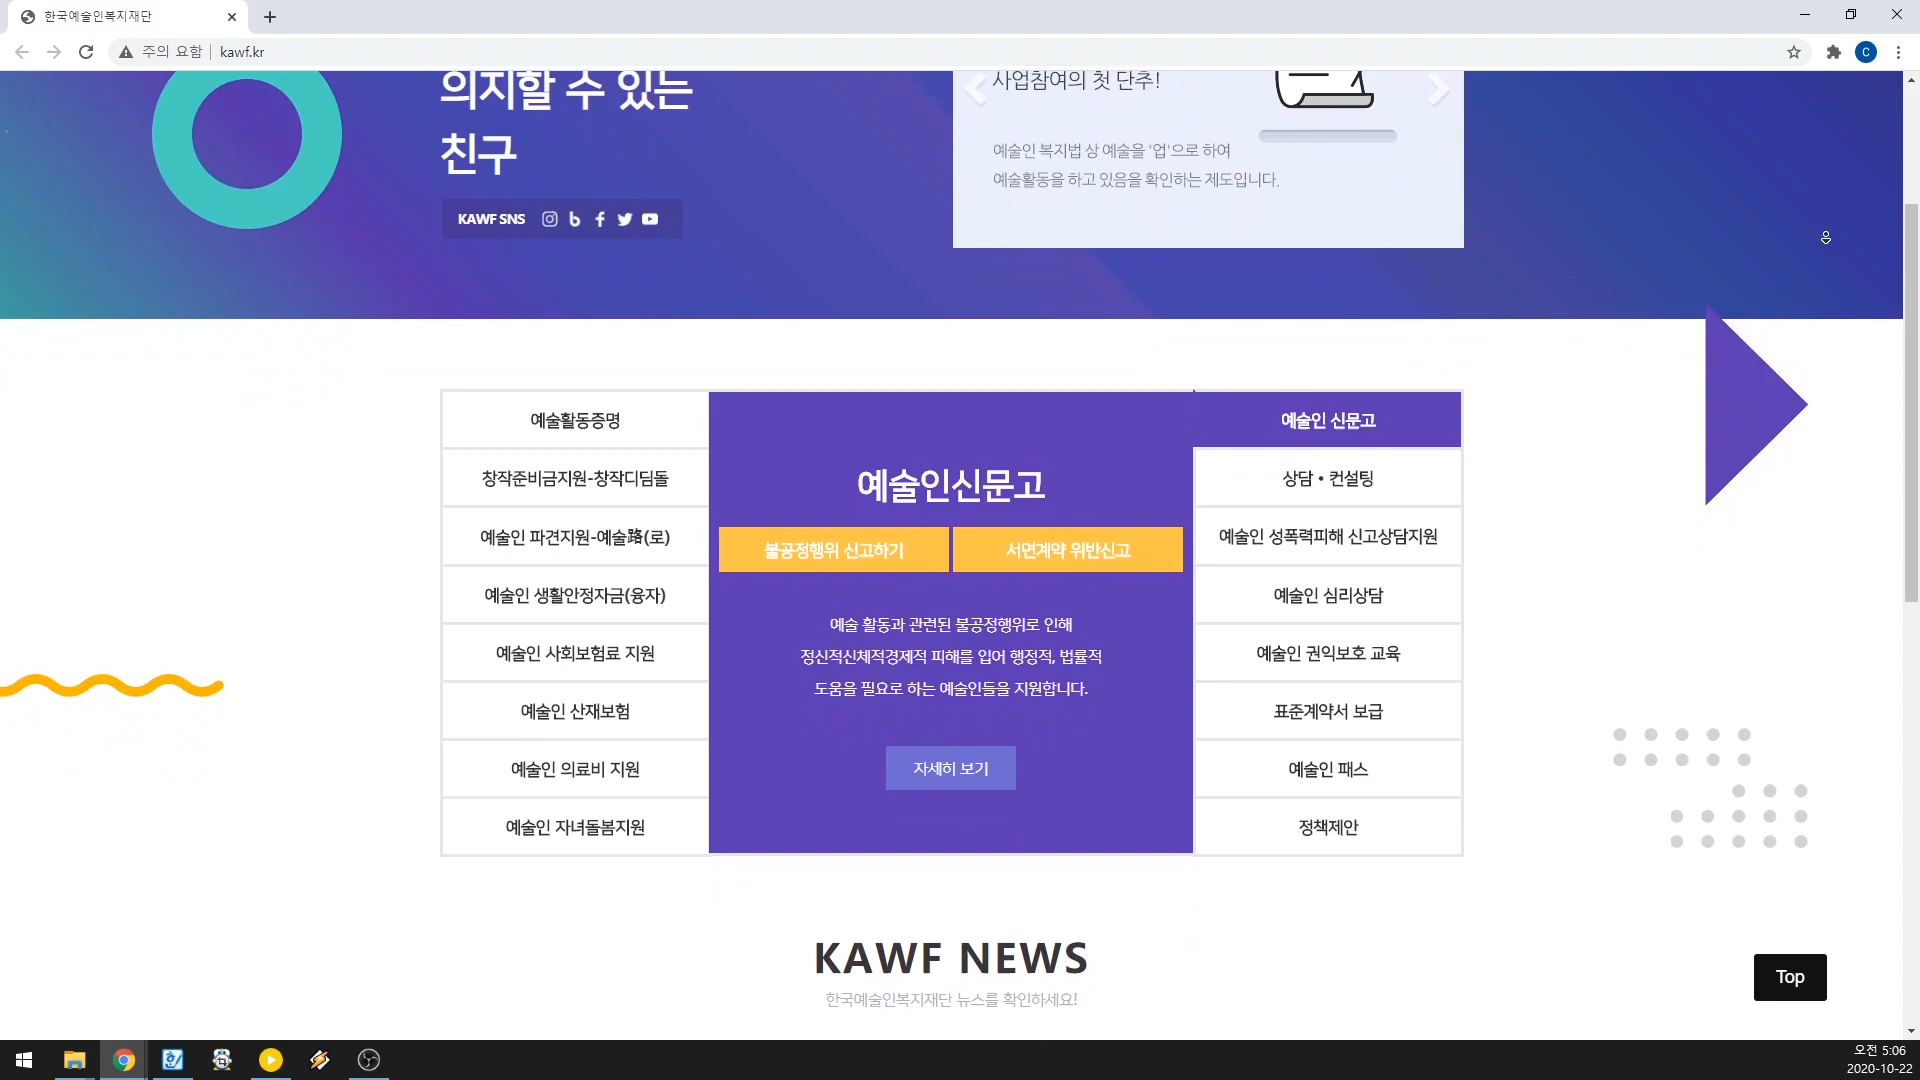 한국예술인복지재단
주의 요함
kawf.kr
C
의지할 수 있는
친구
KAWF SNS
사업참여의 첫 단추!
예술인 복지법 상 예술을 '업'으로 하여
예술활동을 하고 있음을 확인하는 제도입니다.
예술활동증명
창작준비금지원-창작디딤돌
예술인 파견지원-예술路(로)
예술인 생활안정자금(융자)
예술인 사회보험료 지원
예술인 산재보험
예술인 의료비 지원
예술인 자녀돌봄지원
예술인신문고
불공정행위 신고하기
서면계약 위반신고
예술 활동과 관련된 불공정행위로 인해
정신적신체적경제적 피해를 입어 행정적, 법률적
도움을 필요로 하는 예술인들을 지원합니다.
자세히 보기
예술인 신문고
상담 • 컨설팅
예술인 성폭력피해 신고상담지원
예술인 심리상담
예술인 권익보호 교육
표준계약서 보급
예술인 패스
정책제안
KAWF NEWS
한국예술인복지재단 뉴스를 확인하세요!
Top
오전 5:06
2020-10-22